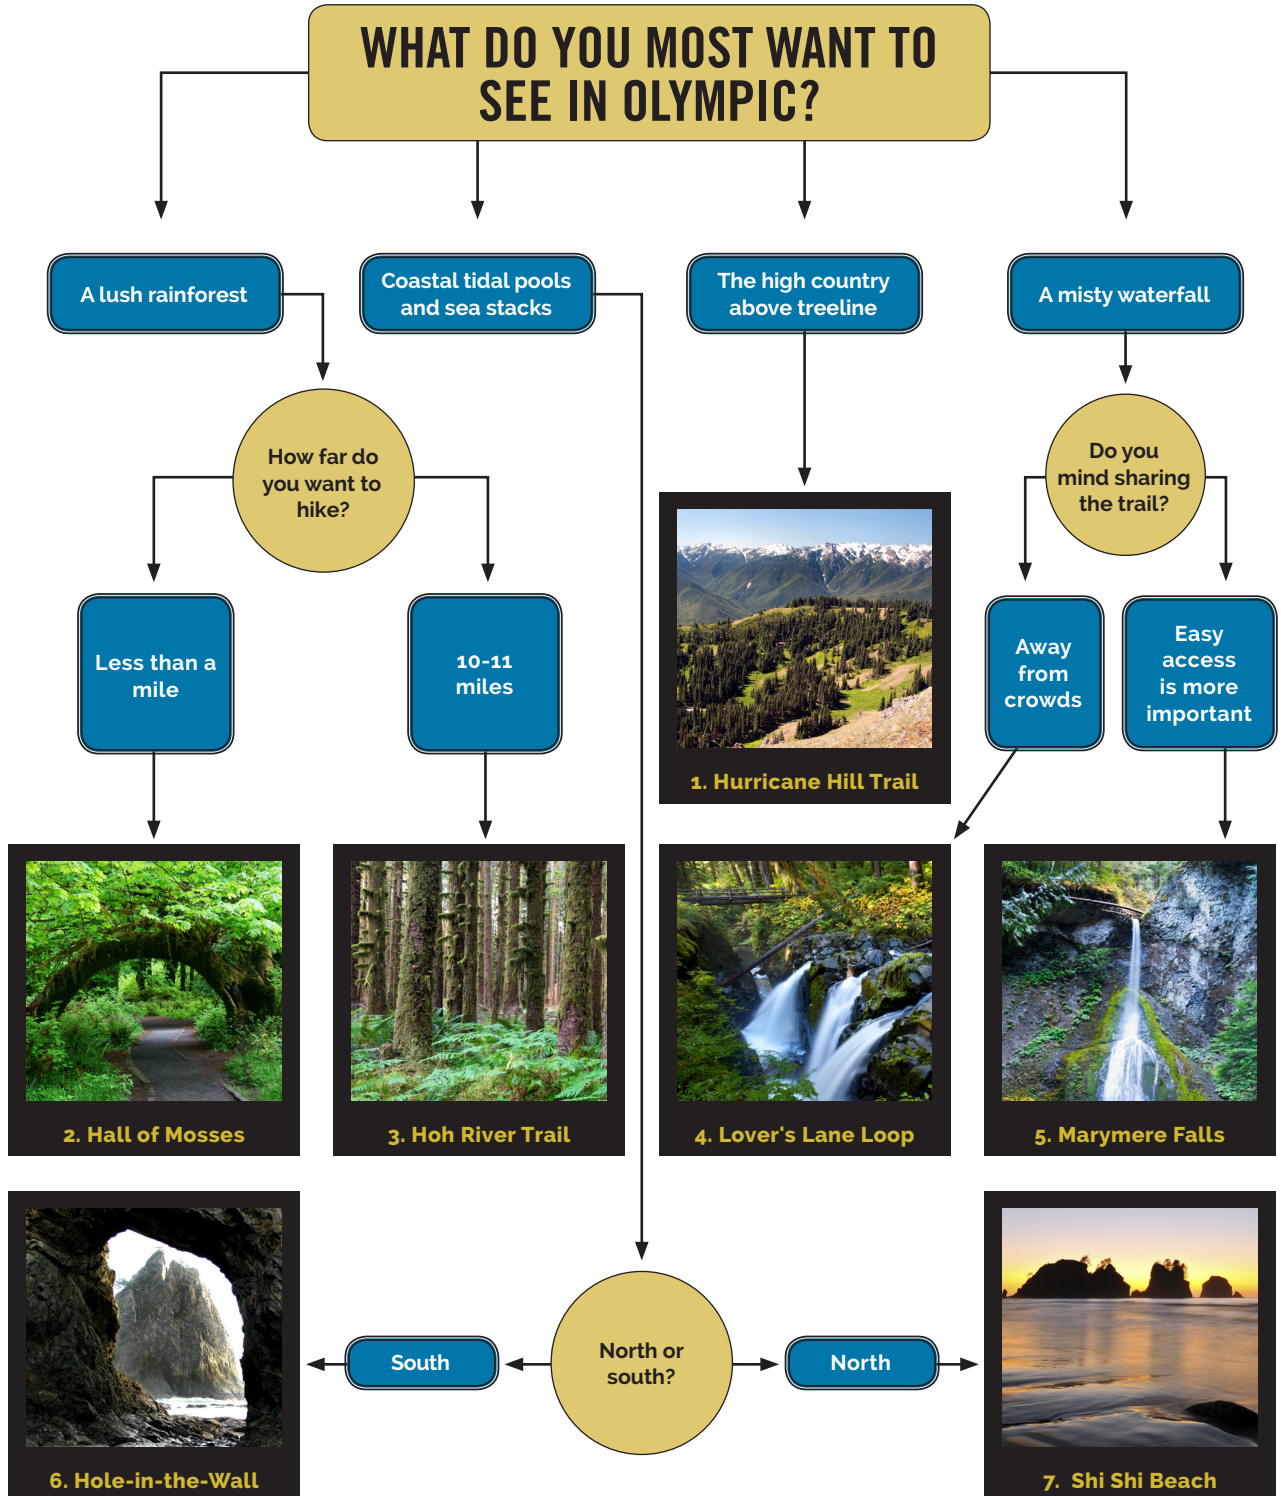 WHAT DO YOU MOST WANT TO
SEE IN OLYMPIC?
A lush rainforest
Coastal tidal pools
and sea stacks
The high country
above treeline
A misty waterfall
How far do
you want to
hike?
Do you
mind sharing
the trail?
Less than a
mile
10-11
miles
Away
from
crowds
Easy
access
is more
important
1. Hurricane Hill Trail
2. Hall of Mosses
3. Hoh River Trail
4. Lover's Lane Loop
5. Marymere Falls
North or
south?
South
North
6. Hole-in-the-Wall
7. Shi Shi Beach